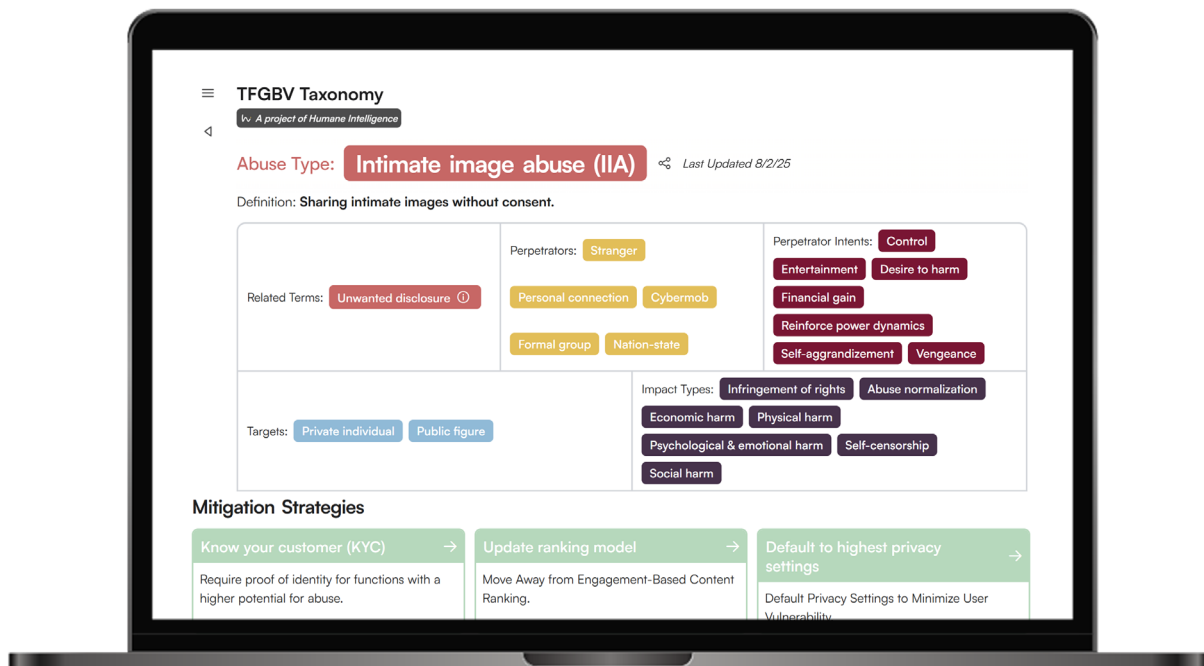 TFGBV Taxonomy
A project of Humane Intelligence
Abuse Type: Intimate image abuse (IIA) Last Updated 8/2/25
Definition: Sharing intimate images without consent.
Related Terms: Unwanted disclosure
Perpetrators: Stranger
Personal connection Cybermob
Formal group Nation-state
Perpetrator Intents: Control
Entertainment Desire to harm
Financial gain
Reinforce power dynamics
Self-aggrandizement Vengeance
Targets: Private individual Public figure
Impact Types: Infringement of rights Abuse normalization
Economic harm Physical harm
Psychological & emotional harm Self-censorship
Social harm
Mitigation Strategies
Know your customer (KYC)
Require proof of identity for functions with a
higher potential for abuse.
Update ranking model
Move Away from Engagement-Based Content
Ranking.
Default to highest privacy
settings
Default Privacy Settings to Minimize User
Vulnerability